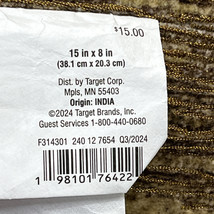 $15.00
15 in x 8 in
(38.1 cm x 20.3 cm)
Dist. by Target Corp.
Mpls, MN 55403
Origin: INDIA
©2024 Target Brands, Inc.
Guest Services 1-800-440-0680
F314301 240 12 7654 Q3/2024
1 98101 76422